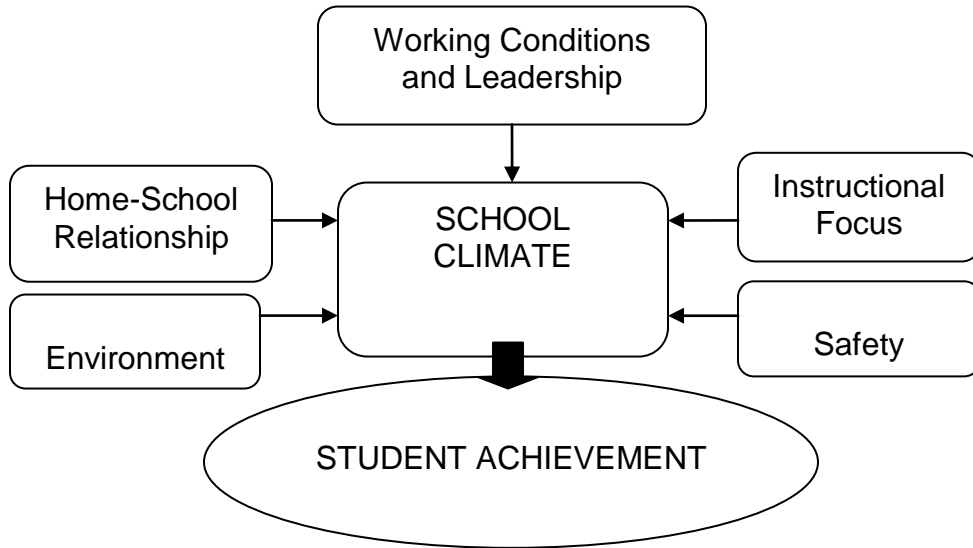 Working Conditions
and Leadership
Home-School
Relationship
SCHOOL
CLIMATE
Instructional
Focus
Environment
Safety
STUDENT ACHIEVEMENT